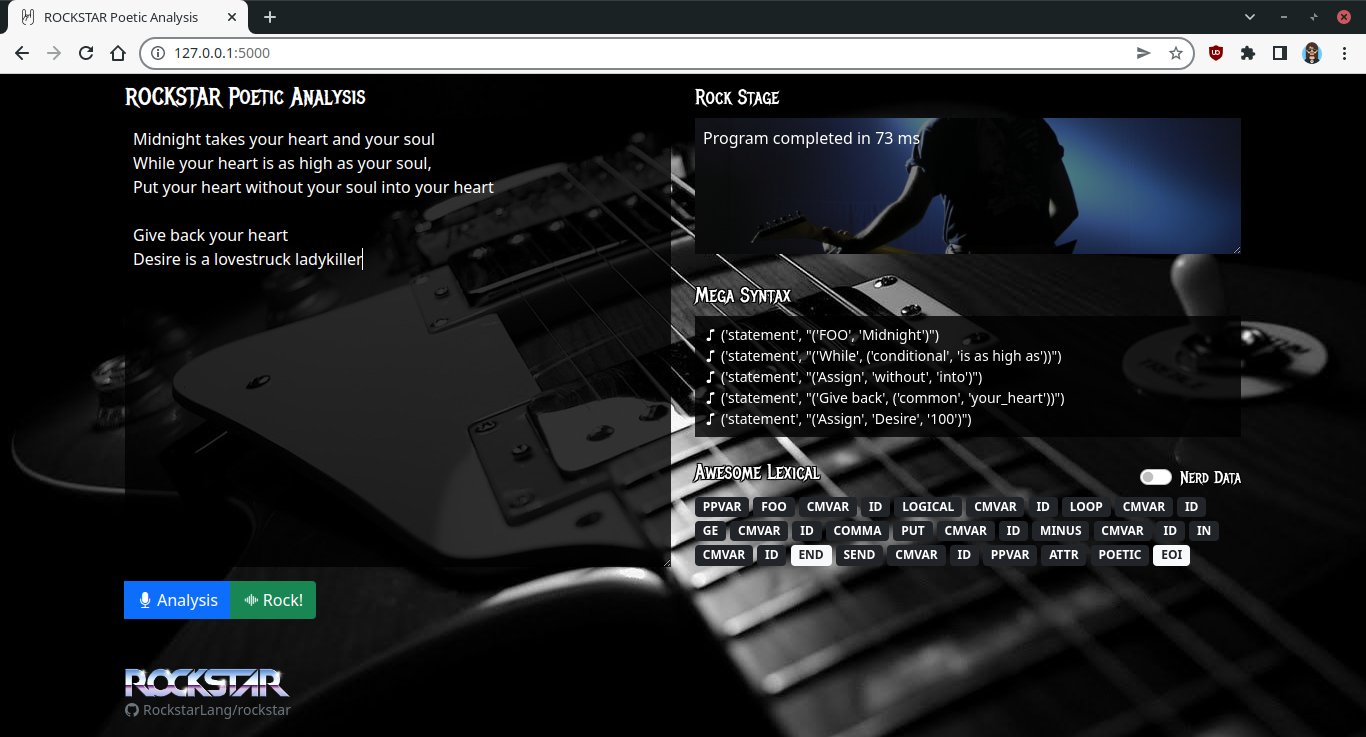 ROCKSTAR Poetic Analysis
127.0.0.1:5000
ROCKSTAR Poetic Analysis
Midnight takes your heart and your soul
While your heart is as high as your soul,
Put your heart without your soul into your heart
Give back your heart
Desire is a lovestruck ladykiller
Analysis
Rock!
ROCKSTAR
RockstarLang/rockstar
Rock Stage
Program completed in 73 ms
Mega Syntax
♪ ('statement', "('FOO', 'Midnight')")
♪ ('statement', "('While', ('conditional', 'is as high as'))")
♪ ('statement', "('Assign', 'without', 'into')")
♪ ('statement', "('Give back', ('common', 'your_heart'))")
♪ ('statement', "('Assign', 'Desire', '100')")
Awesome Lexical
Nerd Data
PPVAR FOO CMVAR ID LOGICAL CMVAR ID LOOP CMVAR ID
GE CMVAR ID COMMA PUT CMVAR ID MINUS CMVAR ID IN
CMVAR ID END SEND CMVAR ID PPVAR ATTR POETIC EOI